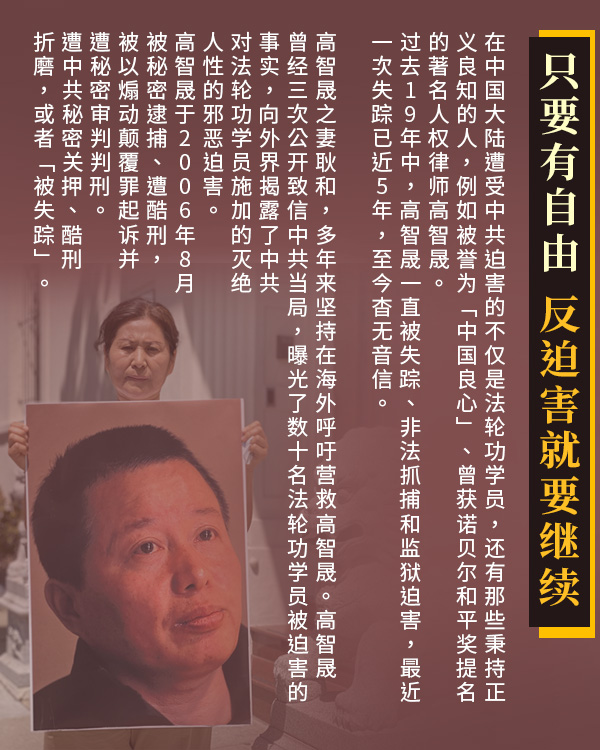 只要有自由 反迫害就要继续
在中国大陆遭受中共迫害的不仅是法轮功学员，还有那些秉持正
义良知的人，例如被誉为「中国良心」、曾获诺贝尔和平奖提名
的著名人权律师高智晟。
过去19年中，高智晟一直被失踪、非法抓捕和监狱迫害，最近
一次失踪已近5年，至今杳无音信。
高智晟之妻耿和，多年来坚持在海外呼吁营救高智晟。高智晟
曾经三次公开致信中共当局，曝光了数十名法轮功学员被迫害的
事实，向外界揭露了中共
对法轮功学员施加的灭绝
人性的邪恶迫害。
高智晟于2006年8月
被秘密逮捕、遭酷刑，
被以煽动颠覆罪起诉并
遭秘密审判判刑。
遭中共秘密关押、酷刑
折磨，或者「被失踪」。